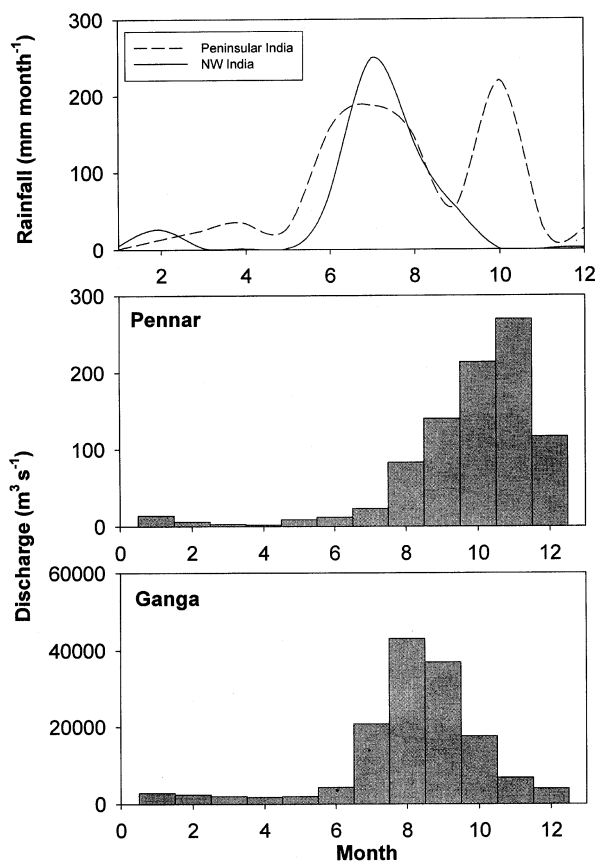 300
Peninsular India
NW India
200
Rainfall (mm month⁻¹)
100
0
2 4 6 8 10 12
300
Pennar
200
100
0
0 2 4 6 8 10 12
Discharge (m³ s⁻¹)
60000
Ganga
40000
20000
0
0 2 4 6 8 10 12
Month